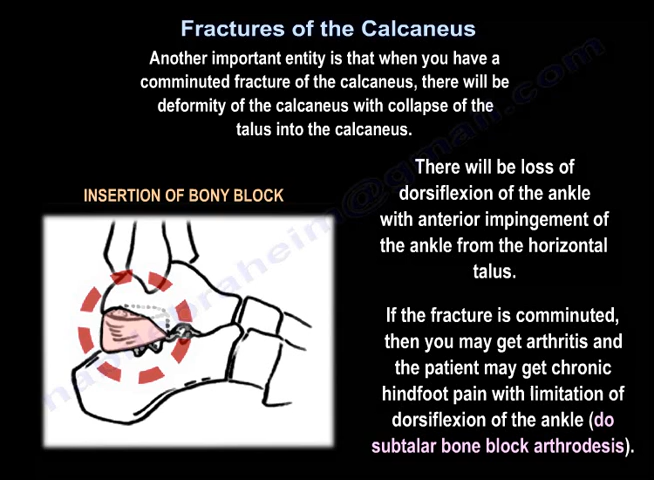 Fractures of the Calcaneus
Another important entity is that when you have a
comminuted fracture of the calcaneus, there will be
deformity of the calcaneus with collapse of the
talus into the calcaneus.
INSERTION OF BONY BLOCK
There will be loss of
dorsiflexion of the ankle
with anterior impingement of
the ankle from the horizontal
talus.
If the fracture is comminuted,
then you may get arthritis and
the patient may get chronic
hindfoot pain with limitation of
dorsiflexion of the ankle (do
subtalar bone block arthrodesis).